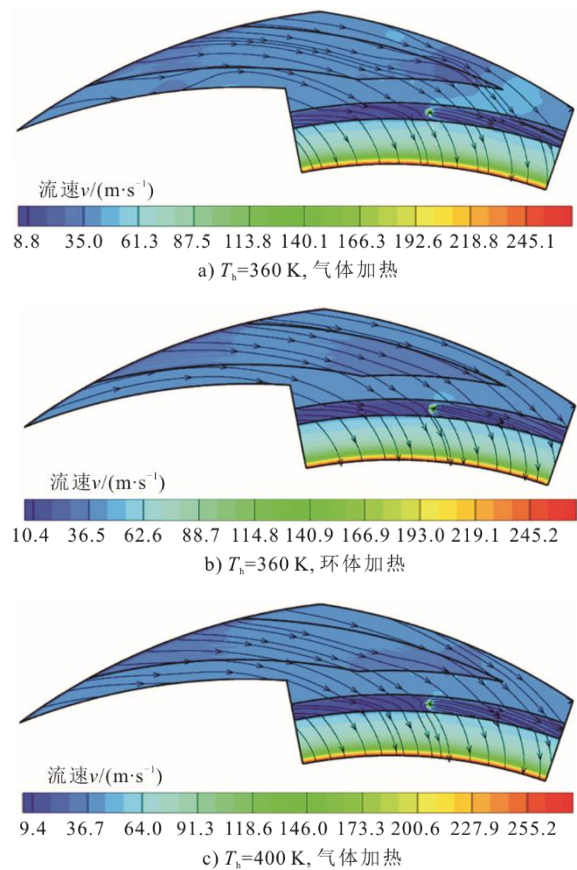 流速v/(m·s⁻¹)
8.8 35.0 61.3 87.5 113.8 140.1 166.3 192.6 218.8 245.1
a) Tₕ=360 K, 气体加热
流速v/(m·s⁻¹)
10.4 36.5 62.6 88.7 114.8 140.9 166.9 193.0 219.1 245.2
b) Tₕ=360 K, 环体加热
流速v/(m·s⁻¹)
9.4 36.7 64.0 91.3 118.6 146.0 173.3 200.6 227.9 255.2
c) Tₕ=400 K, 气体加热